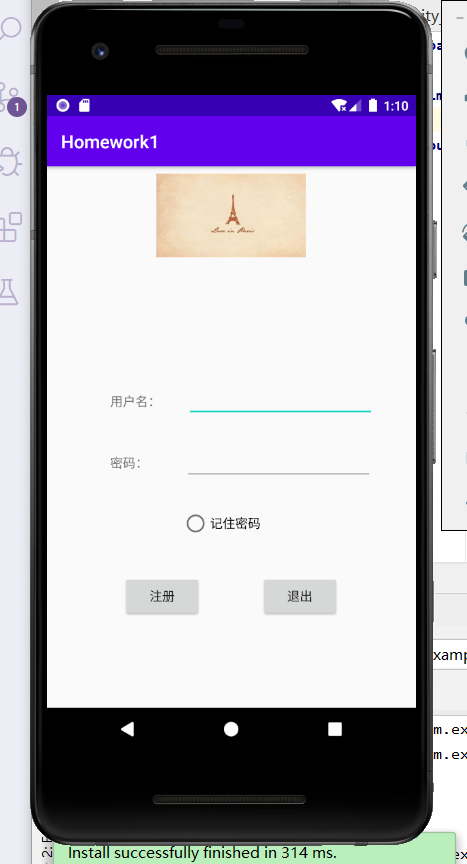 1
1:10
Homework1
Love in Paris
用户名：
密码：
记住密码
注册
退出
xamp
m.ex
m.ex
Install successfully finished in 314 ms.